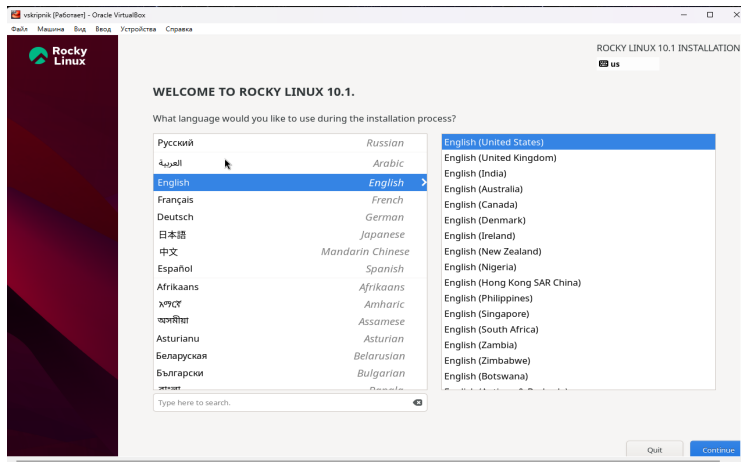 vskripnik [Работает] - Oracle VirtualBox
Файл Машина Вид Ввод Устройства Справка
Rocky
Linux
ROCKY LINUX 10.1 INSTALLATION
us
WELCOME TO ROCKY LINUX 10.1.
What language would you like to use during the installation process?
Русский Russian
العربية Arabic
English English
Français French
Deutsch German
日本語 Japanese
中文 Mandarin Chinese
Español Spanish
Afrikaans Afrikaans
አማርኛ Amharic
অসমীয়া Assamese
Asturianu Asturian
Беларуская Belarusian
Български Bulgarian
English (United States)
English (United Kingdom)
English (India)
English (Australia)
English (Canada)
English (Denmark)
English (Ireland)
English (New Zealand)
English (Nigeria)
English (Hong Kong SAR China)
English (Philippines)
English (Singapore)
English (South Africa)
English (Zambia)
English (Zimbabwe)
English (Botswana)
Type here to search.
Quit
Continue